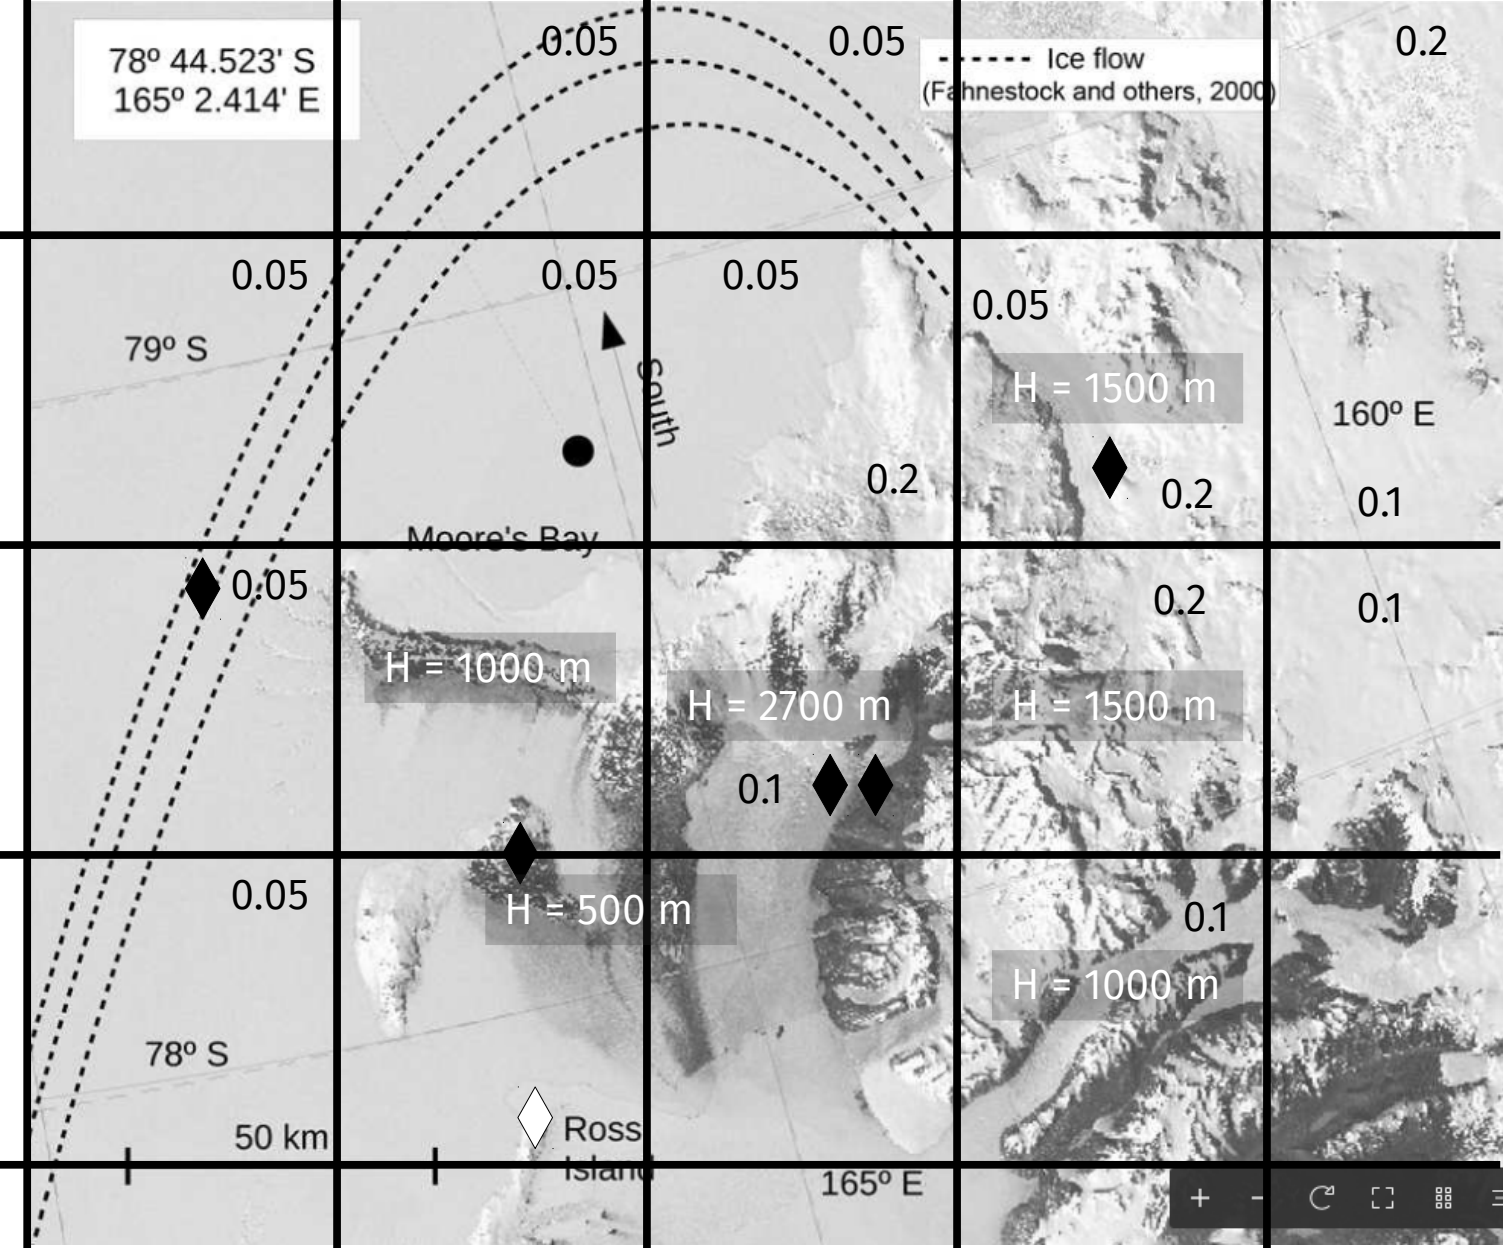 78º 44.523' S
165º 2.414' E
0.05
0.05
0.2
Ice flow
(Fahnestock and others, 2000)
0.05
0.05
0.05
0.05
79º S
South
H = 1500 m
160º E
0.2
0.2
0.1
Moore's Bay
0.05
0.2
0.1
H = 1000 m
H = 2700 m
H = 1500 m
0.1
0.05
H = 500 m
0.1
H = 1000 m
78º S
50 km
Ross
Island
165º E